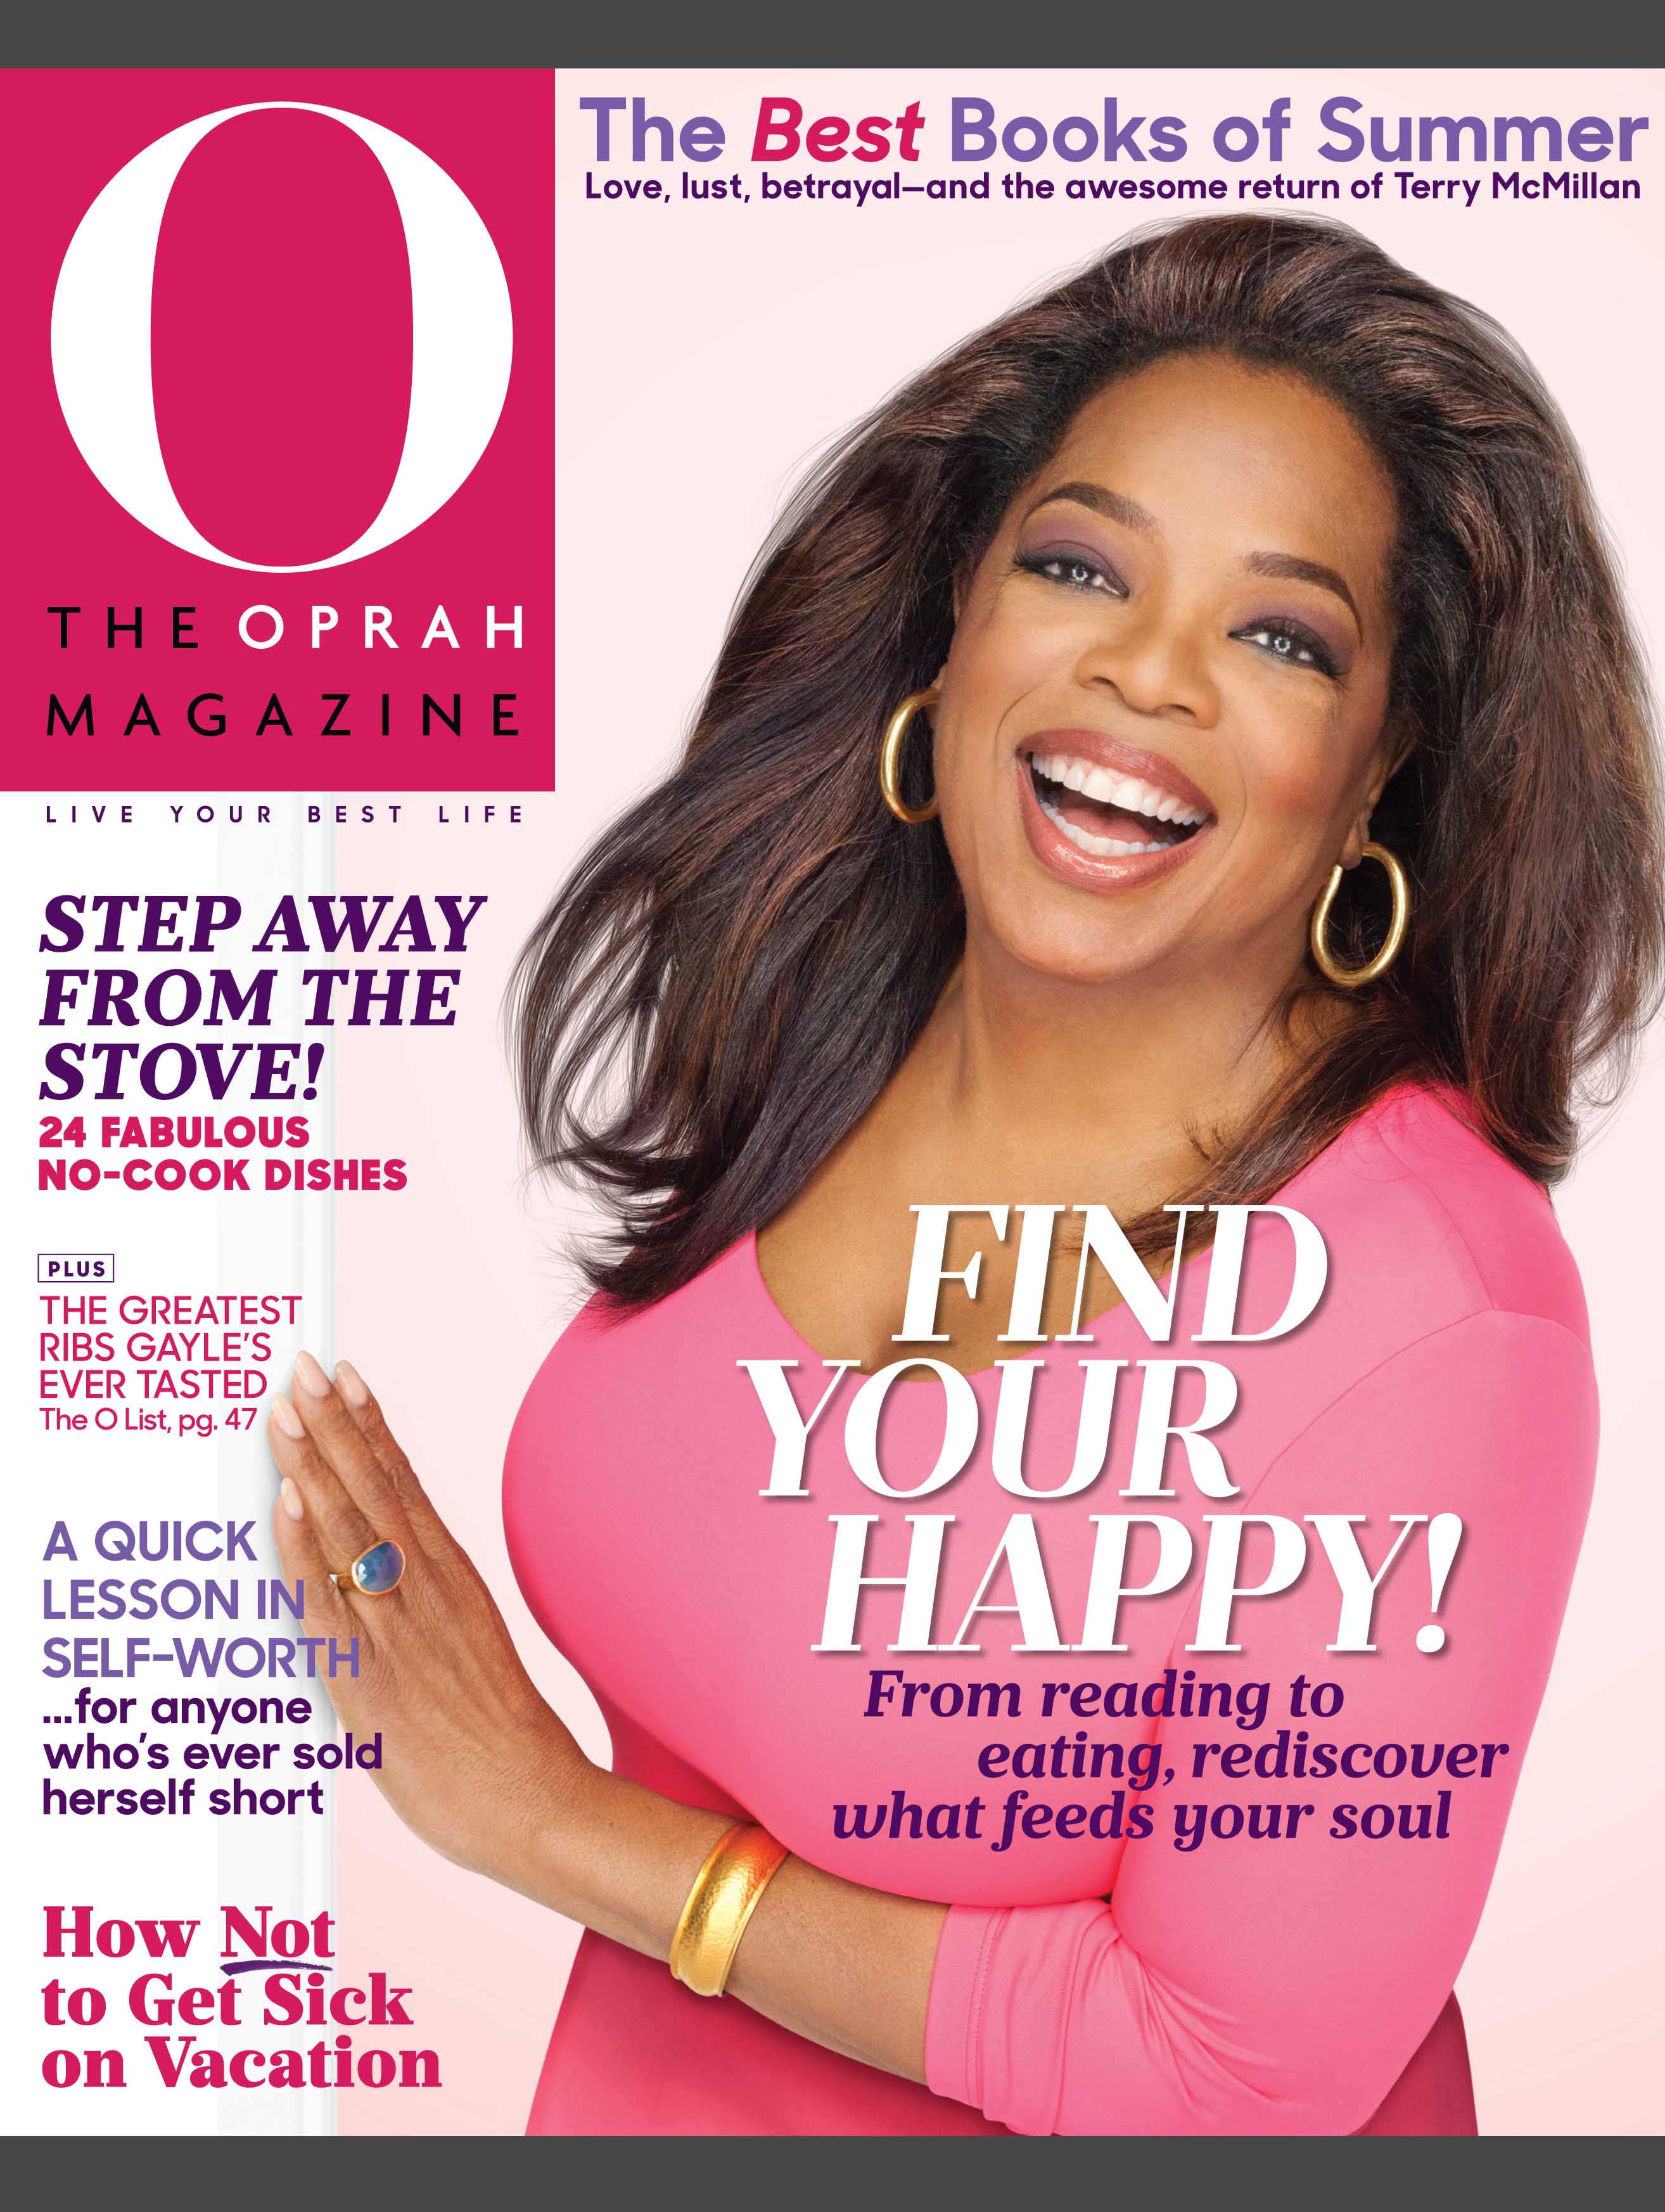 O
THE OPRAH
MAGAZINE
LIVE YOUR BEST LIFE
The Best Books of Summer
Love, lust, betrayal—and the awesome return of Terry McMillan
STEP AWAY
FROM THE
STOVE!
24 FABULOUS
NO-COOK DISHES
PLUS
THE GREATEST
RIBS GAYLE'S
EVER TASTED
The O List, pg. 47
A QUICK
LESSON IN
SELF-WORTH
...for anyone
who's ever sold
herself short
How Not
to Get Sick
on Vacation
FIND
YOUR
HAPPY!
From reading to
eating, rediscover
what feeds your soul